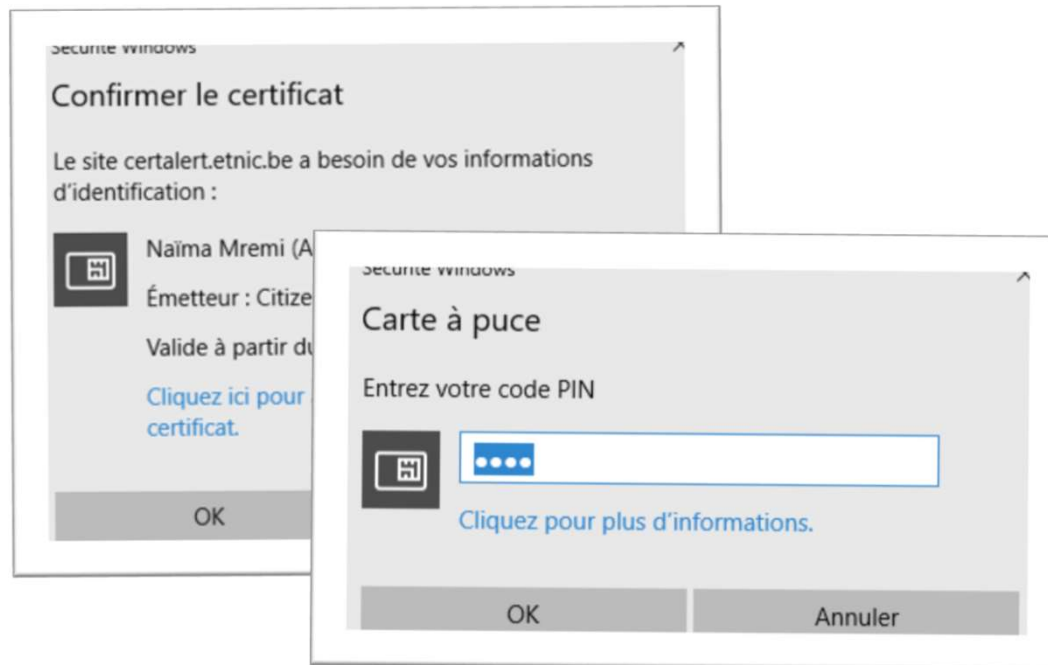 Sécurité Windows
Confirmer le certificat
Le site certalert.etnic.be a besoin de vos informations
d'identification :
Naïma Mremi (A
Émetteur : Citize
Valide à partir du
Cliquez ici pour
certificat.
OK
Sécurité Windows
Carte à puce
Entrez votre code PIN
Cliquez pour plus d'informations.
OK
Annuler